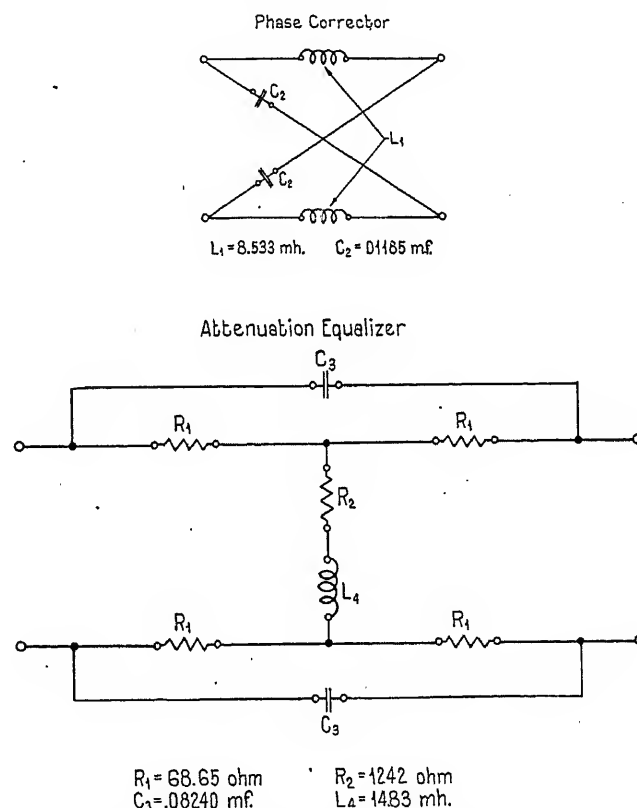 Phase Corrector
C₂
L₁
C₂
L₁=8.533 mh. C₂=.01185 mf.
Attenuation Equalizer
C₃
R₁ R₁
R₂
L₄
R₁ R₁
C₃
R₁=68.65 ohm R₂=1242 ohm
C₃=.08240 mf. L₄=14.83 mh.